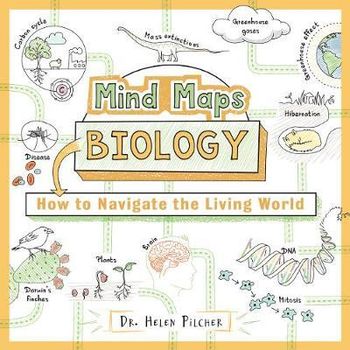 Carbon cycle
Mass extinctions
Greenhouse
gases
Greenhouse effect
C
Mind Maps
BIOLOGY
Hibernation
Disease
How to Navigate the Living World
Plants
Brain
DNA
Darwin's
finches
Mitosis
Dr. Helen Pilcher